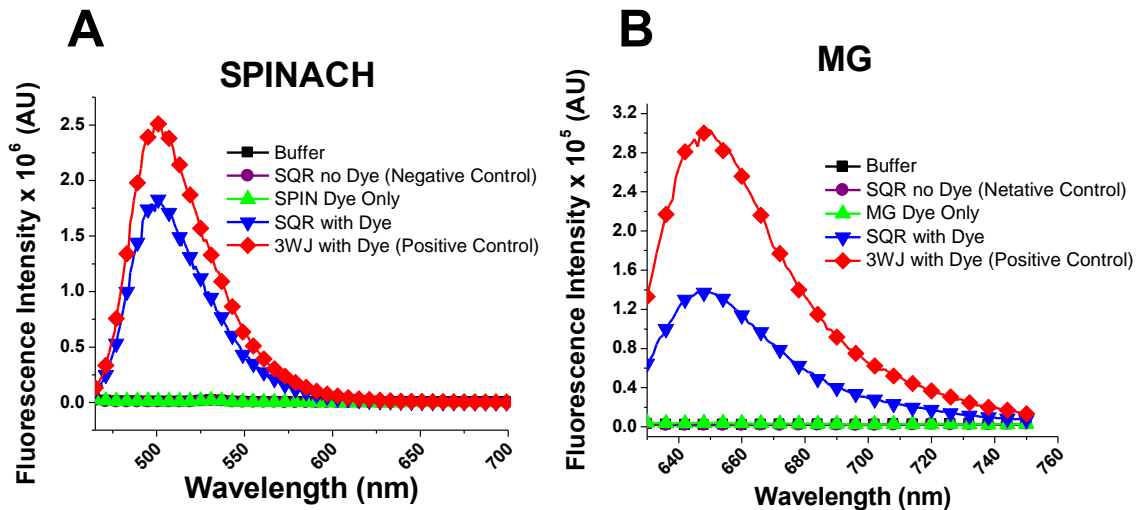 A
SPINACH
Fluorescence Intensity x 10⁶ (AU)
2.5
2.0
1.5
1.0
0.5
0.0
Buffer
SQR no Dye (Negative Control)
SPIN Dye Only
SQR with Dye
3WJ with Dye (Positive Control)
500
550
600
650
700
Wavelength (nm)
B
MG
Fluorescence Intensity x 10⁵ (AU)
3.2
2.8
2.4
2.0
1.6
1.2
0.8
0.4
0.0
Buffer
SQR no Dye (Netative Control)
MG Dye Only
SQR with Dye
3WJ with Dye (Positive Control)
640
660
680
700
720
740
760
Wavelength (nm)